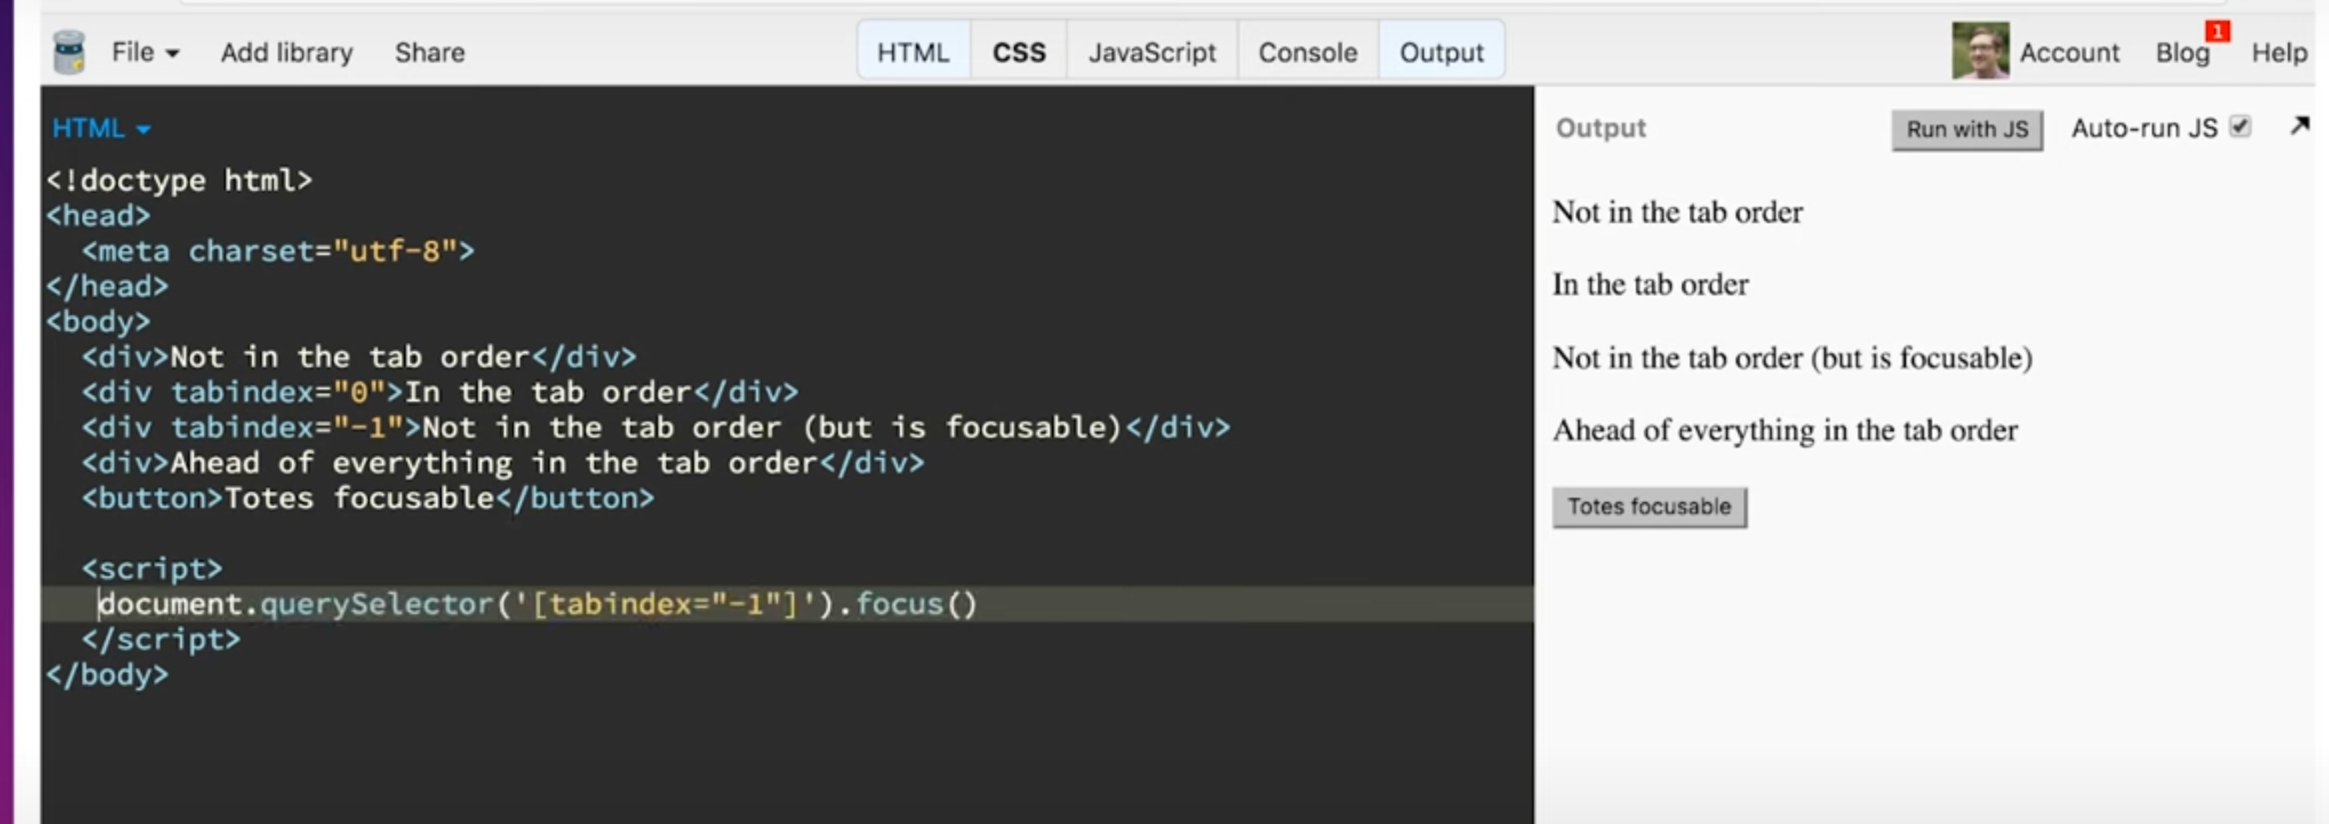 File Add library Share HTML CSS JavaScript Console Output Account Blog 1 Help
HTML
<!doctype html>
<head>
  <meta charset="utf-8">
</head>
<body>
  <div>Not in the tab order</div>
  <div tabindex="0">In the tab order</div>
  <div tabindex="-1">Not in the tab order (but is focusable)</div>
  <div>Ahead of everything in the tab order</div>
  <button>Totes focusable</button>
  <script>
   document.querySelector('[tabindex="-1"]').focus()
  </script>
</body>
Output Run with JS Auto-run JS
Not in the tab order
In the tab order
Not in the tab order (but is focusable)
Ahead of everything in the tab order
Totes focusable